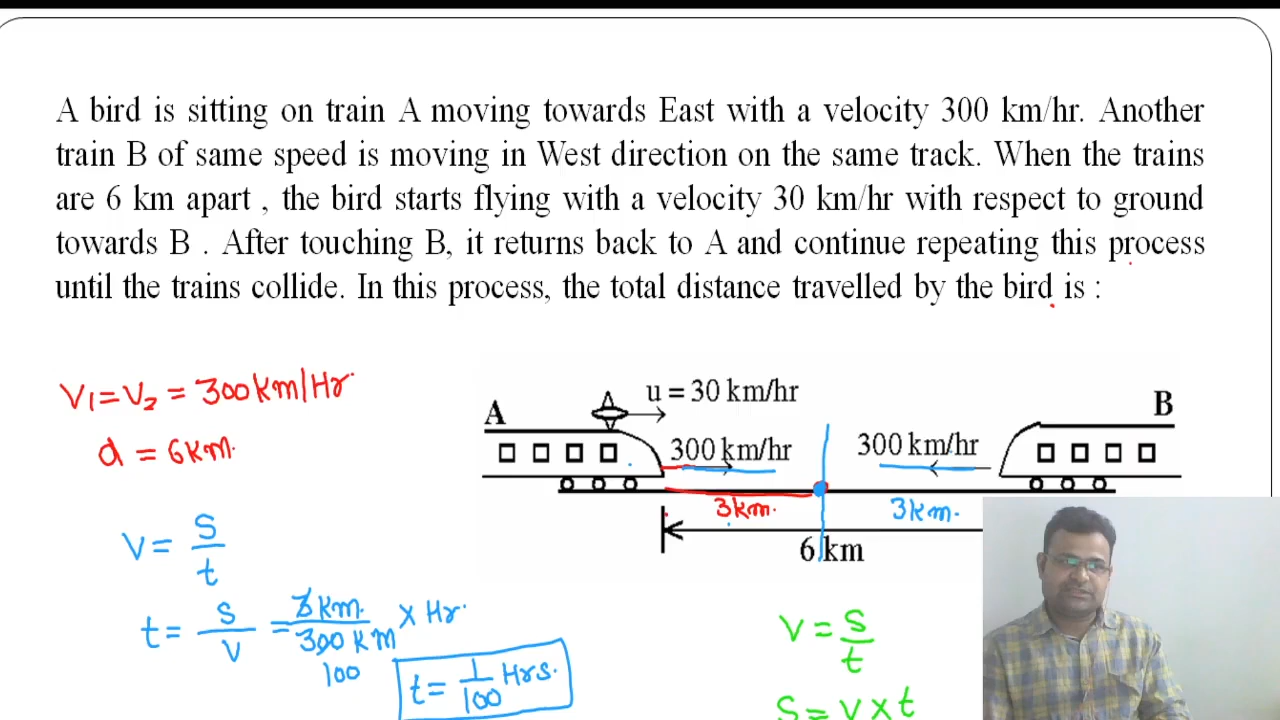 A bird is sitting on train A moving towards East with a velocity 300 km/hr. Another
train B of same speed is moving in West direction on the same track. When the trains
are 6 km apart , the bird starts flying with a velocity 30 km/hr with respect to ground
towards B . After touching B, it returns back to A and continue repeating this process
until the trains collide. In this process, the total distance travelled by the bird is :
V₁ = V₂ = 300 km/Hr.
d = 6 km.
V = S/t
t = S/V = 3 km. / 300 km × Hr.
100
t = 1/100 Hrs.
A
u = 30 km/hr
B
300 km/hr
300 km/hr
3 km.
3 km.
6 km
V = S/t
S = V × t